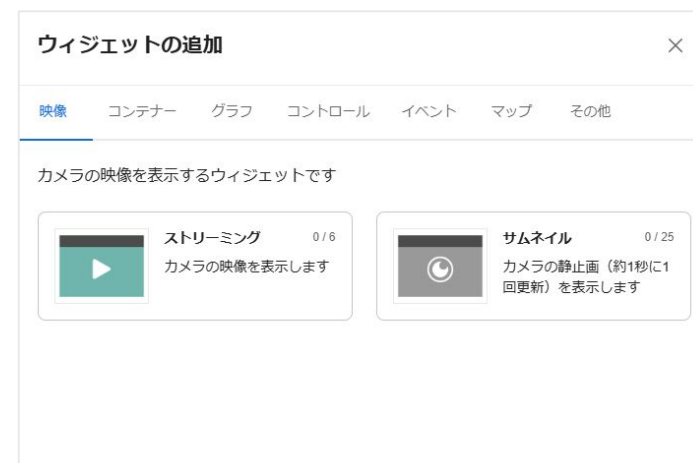 ウィジェットの追加
映像 コンテナー グラフ コントロール イベント マップ その他
カメラの映像を表示するウィジェットです
ストリーミング 0 / 6
カメラの映像を表示します
サムネイル 0 / 25
カメラの静止画（約1秒に1
回更新）を表示します